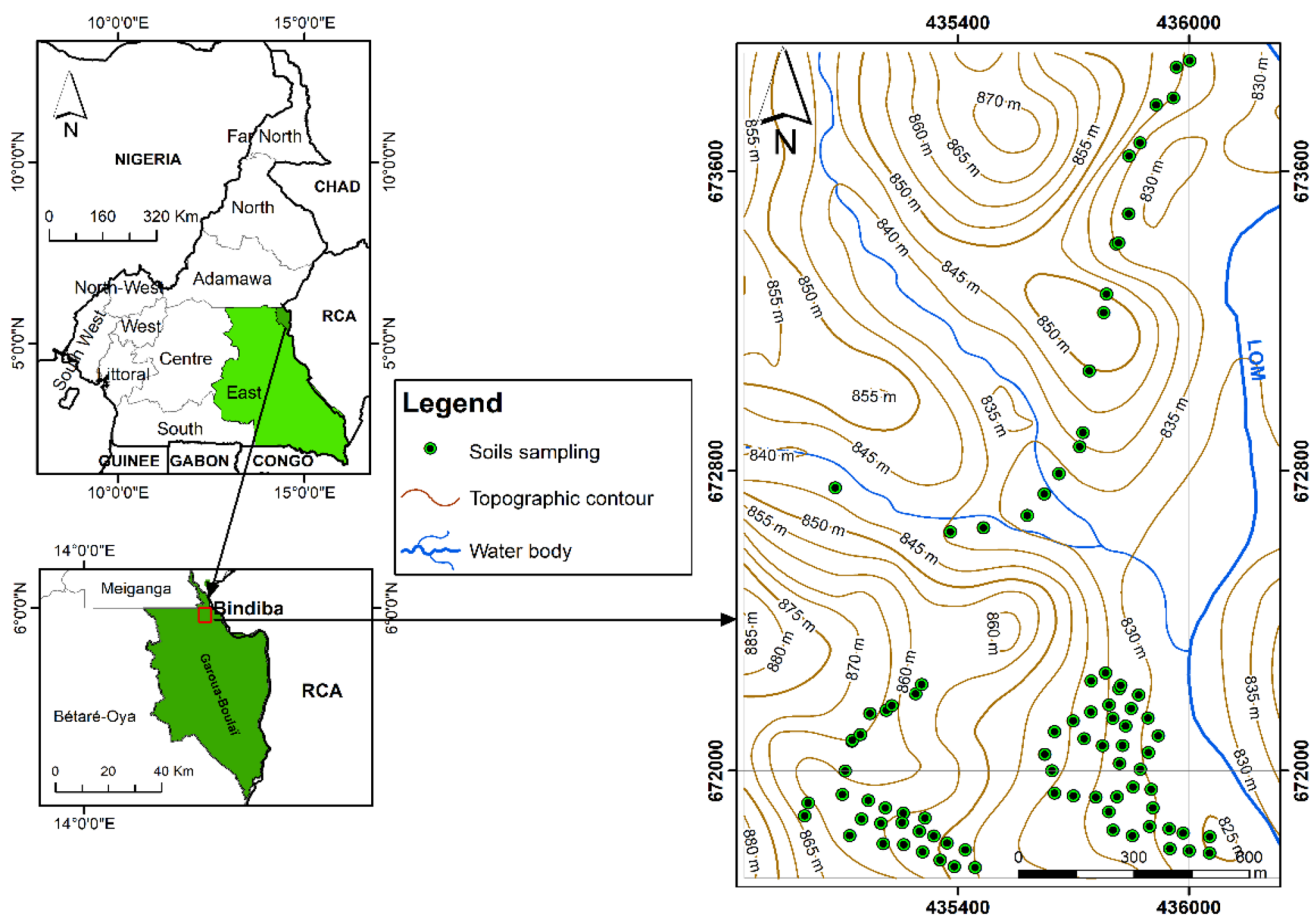 10°0'0"E 15°0'0"E
N
Far North
NIGERIA
10°0'0"N
10°0'0"N
CHAD
North
0 160 320 Km
Adamawa
North-West
RCA
West
South West
Centre
5°0'0"N
5°0'0"N
Littoral
East
South
GUINEE GABON CONGO
10°0'0"E 15°0'0"E
Legend
Soils sampling
Topographic contour
Water body
14°0'0"E
Meiganga
Bindiba
6°0'0"N
6°0'0"N
Garoua-Boulaï
RCA
Bétaré-Oya
0 20 40 Km
14°0'0"E
435400 436000
N
870 m
830 m
855 m
860 m
855 m
865 m
673600
673600
850 m
830 m
840 m
845 m
855 m
850 m
850 m
LOM
855 m
835 m
835 m
840 m
845 m
672800
672800
855 m
850 m
845 m
875 m
885 m
880 m
860 m
830 m
870 m
860 m
835 m
672000
672000
830 m
880 m
865 m
825 m
0 300 600
m
435400 436000